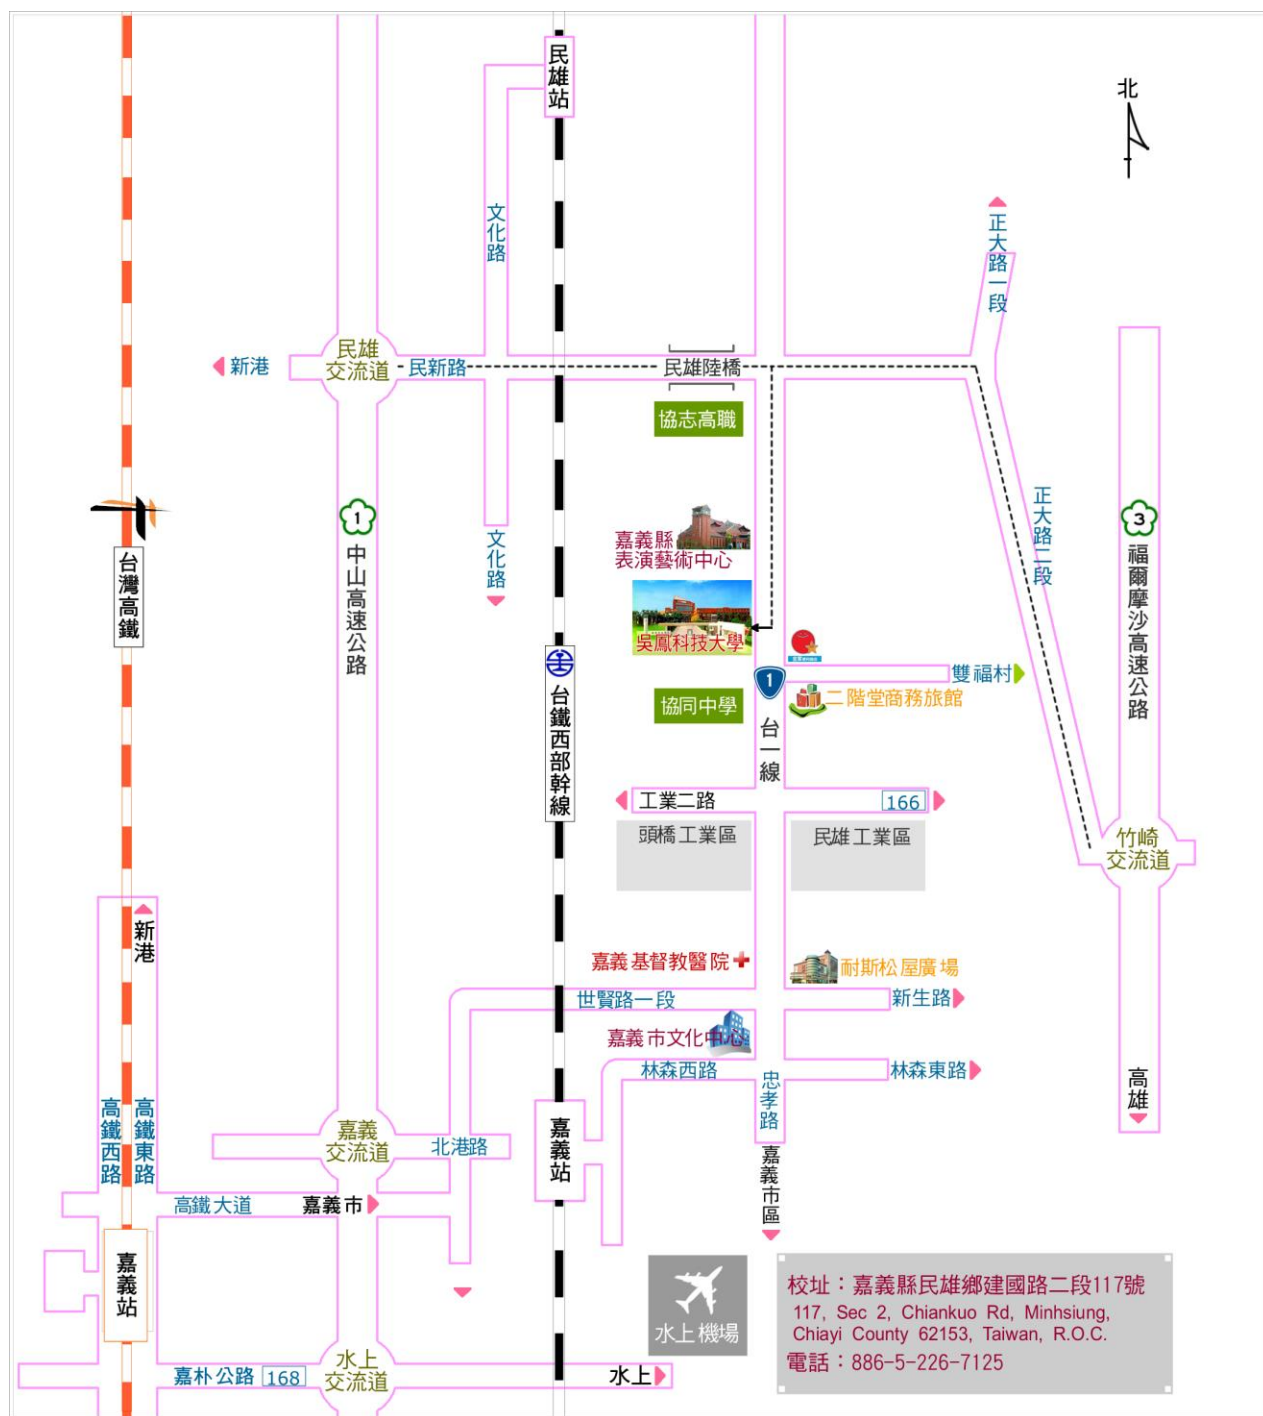 民雄站
北
文化路
正大路一段
新港
民雄
交流道
民新路
民雄陸橋
協志高職
正大路二段
1
中山高速公路
3
福爾摩沙高速公路
文化路
嘉義縣
表演藝術中心
台灣高鐵
吳鳳科技大學
台鐵西部幹線
1
台一線
雙福村
協同中學
二階堂商務旅館
工業二路
166
頭橋工業區
民雄工業區
竹崎
交流道
新港
嘉義基督教醫院
耐斯松屋廣場
世賢路一段
新生路
嘉義市文化中心
林森西路
林森東路
忠孝路
高雄
高鐵西路
高鐵東路
嘉義
交流道
北港路
嘉義站
嘉義市區
高鐵大道
嘉義市
嘉義站
水上機場
校址：嘉義縣民雄鄉建國路二段117號
117, Sec 2, Chiankuo Rd, Minhsiung,
Chiayi County 62153, Taiwan, R.O.C.
電話：886-5-226-7125
水上
交流道
嘉朴公路
168
水上